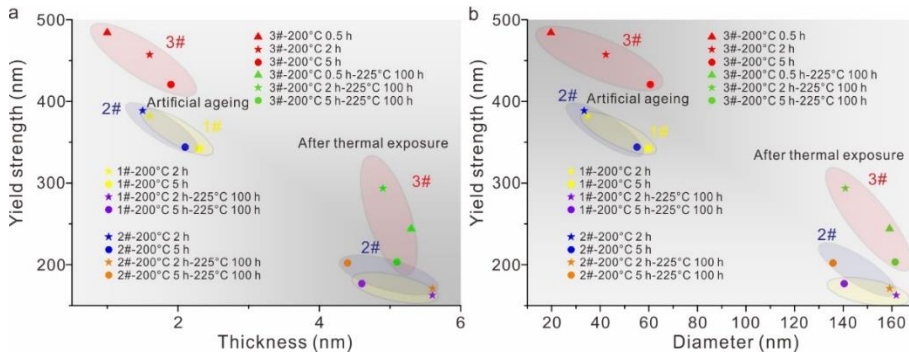 a
Yield strength (nm)
500
400
300
200
2
4
6
Thickness (nm)
3#
Artificial ageing
2#
1#
After thermal exposure
3#
2#
3#-200°C 0.5 h
3#-200°C 2 h
3#-200°C 5 h
3#-200°C 0.5 h-225°C 100 h
3#-200°C 2 h-225°C 100 h
3#-200°C 5 h-225°C 100 h
1#-200°C 2 h
1#-200°C 5 h
1#-200°C 2 h-225°C 100 h
1#-200°C 5 h-225°C 100 h
2#-200°C 2 h
2#-200°C 5 h
2#-200°C 2 h-225°C 100 h
2#-200°C 5 h-225°C 100 h
b
Yield strength (nm)
500
400
300
200
20 40 60 80 100 120 140 160
Diameter (nm)
3#
Artificial ageing
2#
1#
After thermal exposure
3#
2#
3#-200°C 0.5 h
3#-200°C 2 h
3#-200°C 5 h
3#-200°C 0.5 h-225°C 100 h
3#-200°C 2 h-225°C 100 h
3#-200°C 5 h-225°C 100 h
1#-200°C 2 h
1#-200°C 5 h
1#-200°C 2 h-225°C 100 h
1#-200°C 5 h-225°C 100 h
2#-200°C 2 h
2#-200°C 5 h
2#-200°C 2 h-225°C 100 h
2#-200°C 5 h-225°C 100 h